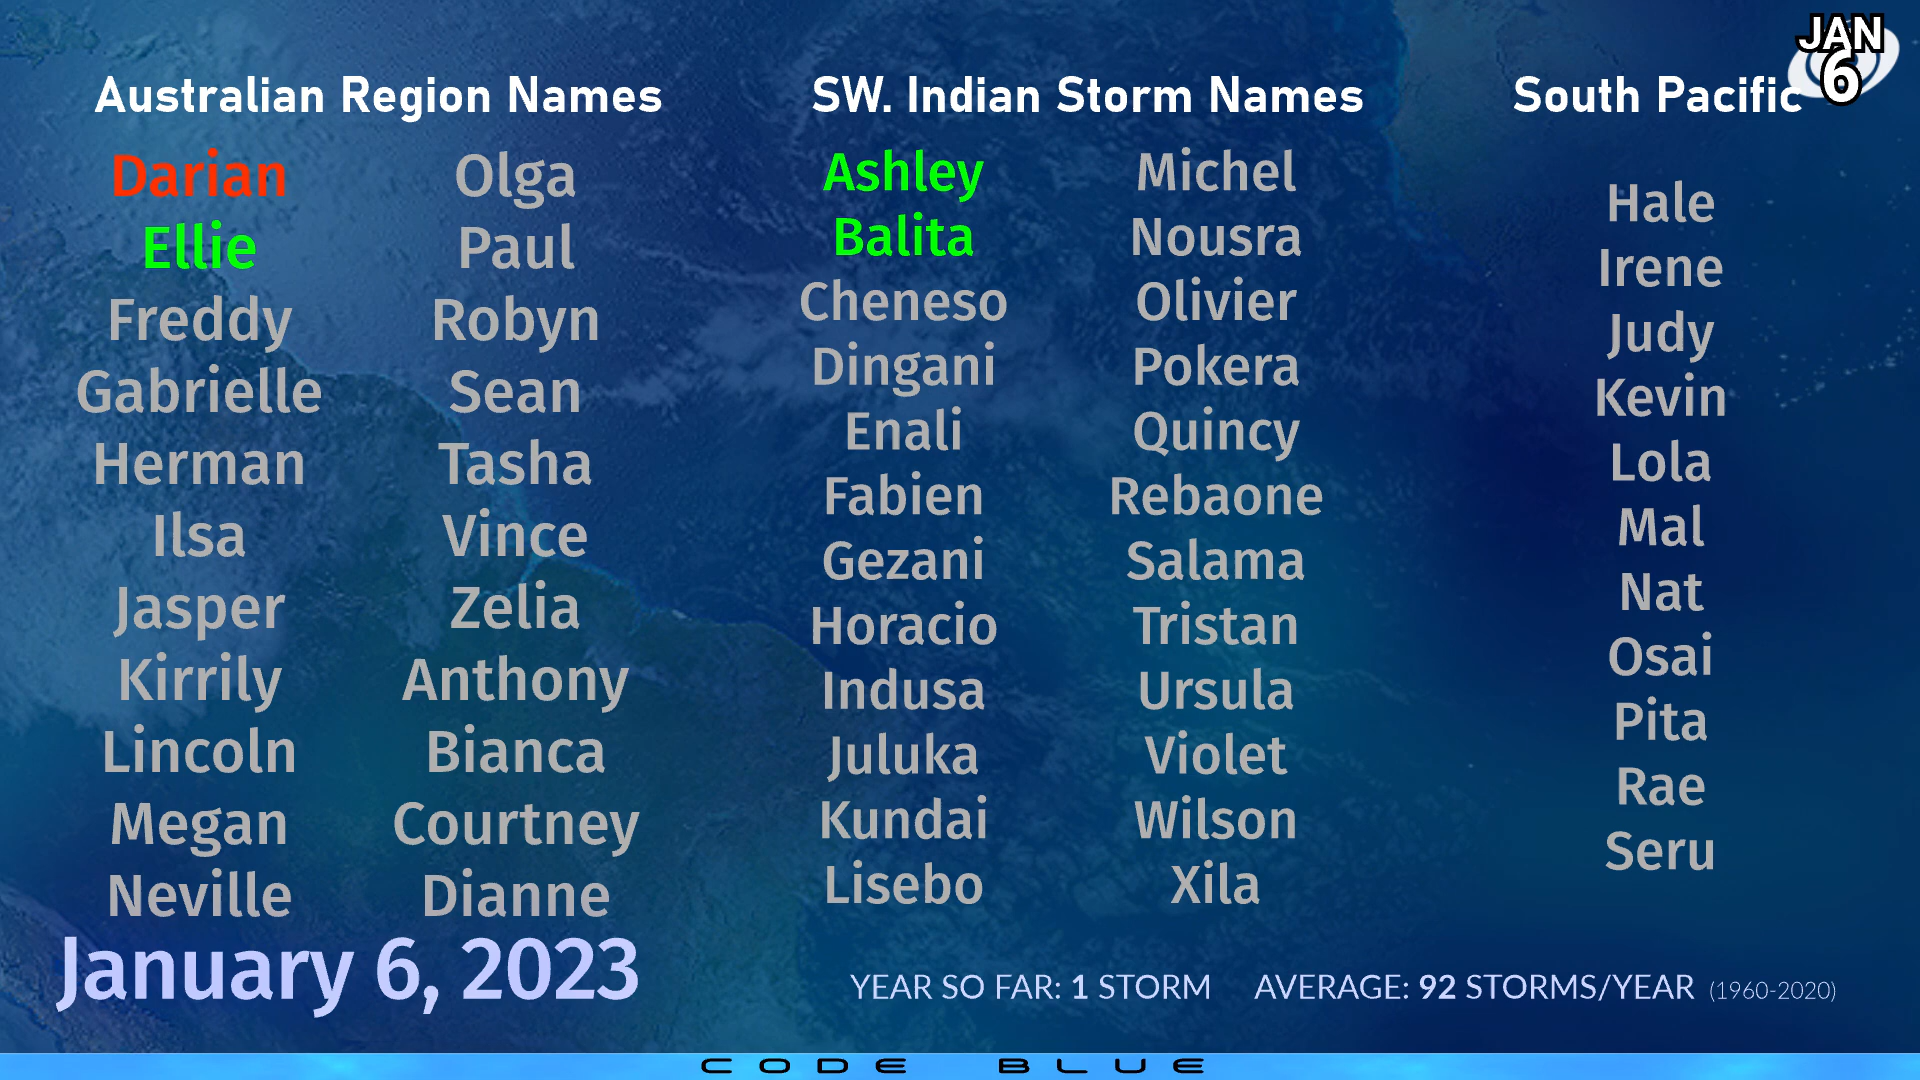 JAN
6
Australian Region Names
Darian
Ellie
Freddy
Gabrielle
Herman
Ilsa
Jasper
Kirrily
Lincoln
Megan
Neville
Olga
Paul
Robyn
Sean
Tasha
Vince
Zelia
Anthony
Bianca
Courtney
Dianne
SW. Indian Storm Names
Ashley
Balita
Cheneso
Dingani
Enali
Fabien
Gezani
Horacio
Indusa
Juluka
Kundai
Lisebo
Michel
Nousra
Olivier
Pokera
Quincy
Rebaone
Salama
Tristan
Ursula
Violet
Wilson
Xila
South Pacific
Hale
Irene
Judy
Kevin
Lola
Mal
Nat
Osai
Pita
Rae
Seru
January 6, 2023
YEAR SO FAR: 1 STORM AVERAGE: 92 STORMS/YEAR (1960-2020)
CODE BLUE